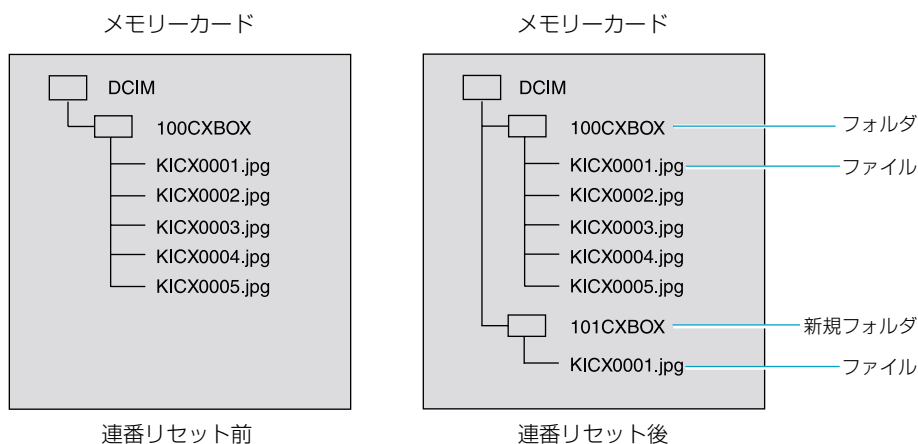 メモリーカード
DCIM
100CXBOX
KICX0001.jpg
KICX0002.jpg
KICX0003.jpg
KICX0004.jpg
KICX0005.jpg
連番リセット前
メモリーカード
DCIM
100CXBOX
フォルダ
KICX0001.jpg
ファイル
KICX0002.jpg
KICX0003.jpg
KICX0004.jpg
KICX0005.jpg
101CXBOX
新規フォルダ
KICX0001.jpg
ファイル
連番リセット後